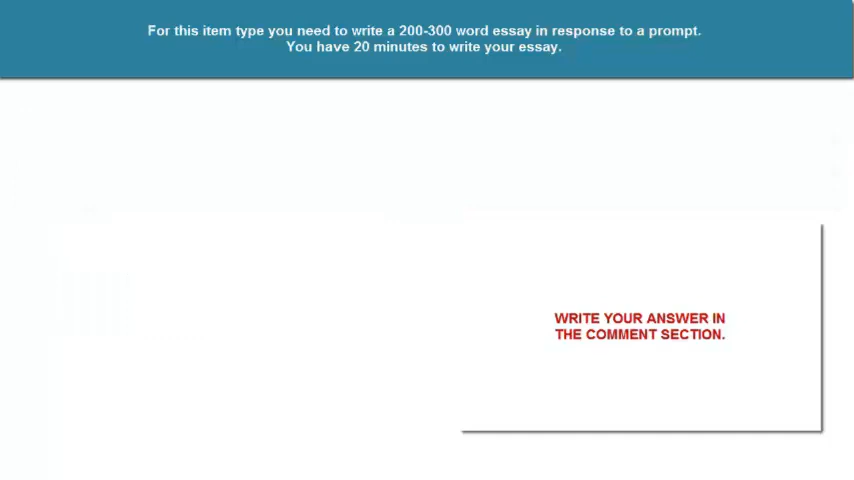 For this item type you need to write a 200-300 word essay in response to a prompt.
You have 20 minutes to write your essay.
WRITE YOUR ANSWER IN
THE COMMENT SECTION.